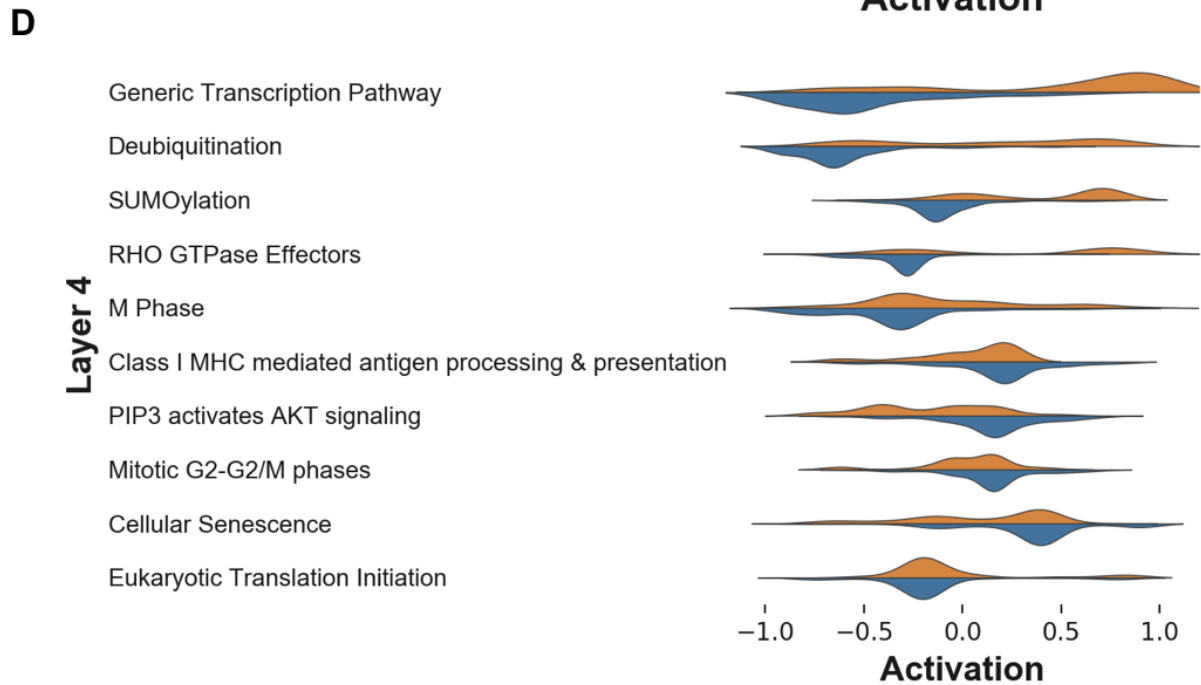 D
Activation
Generic Transcription Pathway
Deubiquitination
SUMOylation
RHO GTPase Effectors
M Phase
Class I MHC mediated antigen processing & presentation
PIP3 activates AKT signaling
Mitotic G2-G2/M phases
Cellular Senescence
Eukaryotic Translation Initiation
Layer 4
−1.0 −0.5 0.0 0.5 1.0
Activation